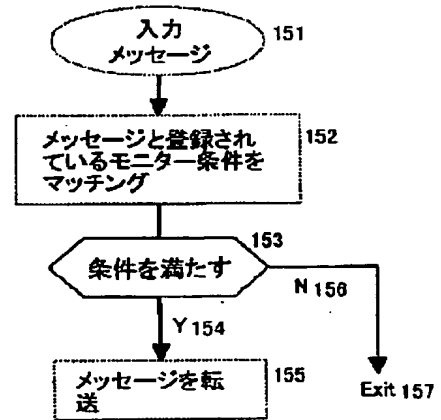 入力
メッセージ
151
メッセージと登録され
ているモニター条件を
マッチング
152
条件を満たす
153
N 156
Y 154
メッセージを転
送
155
Exit 157